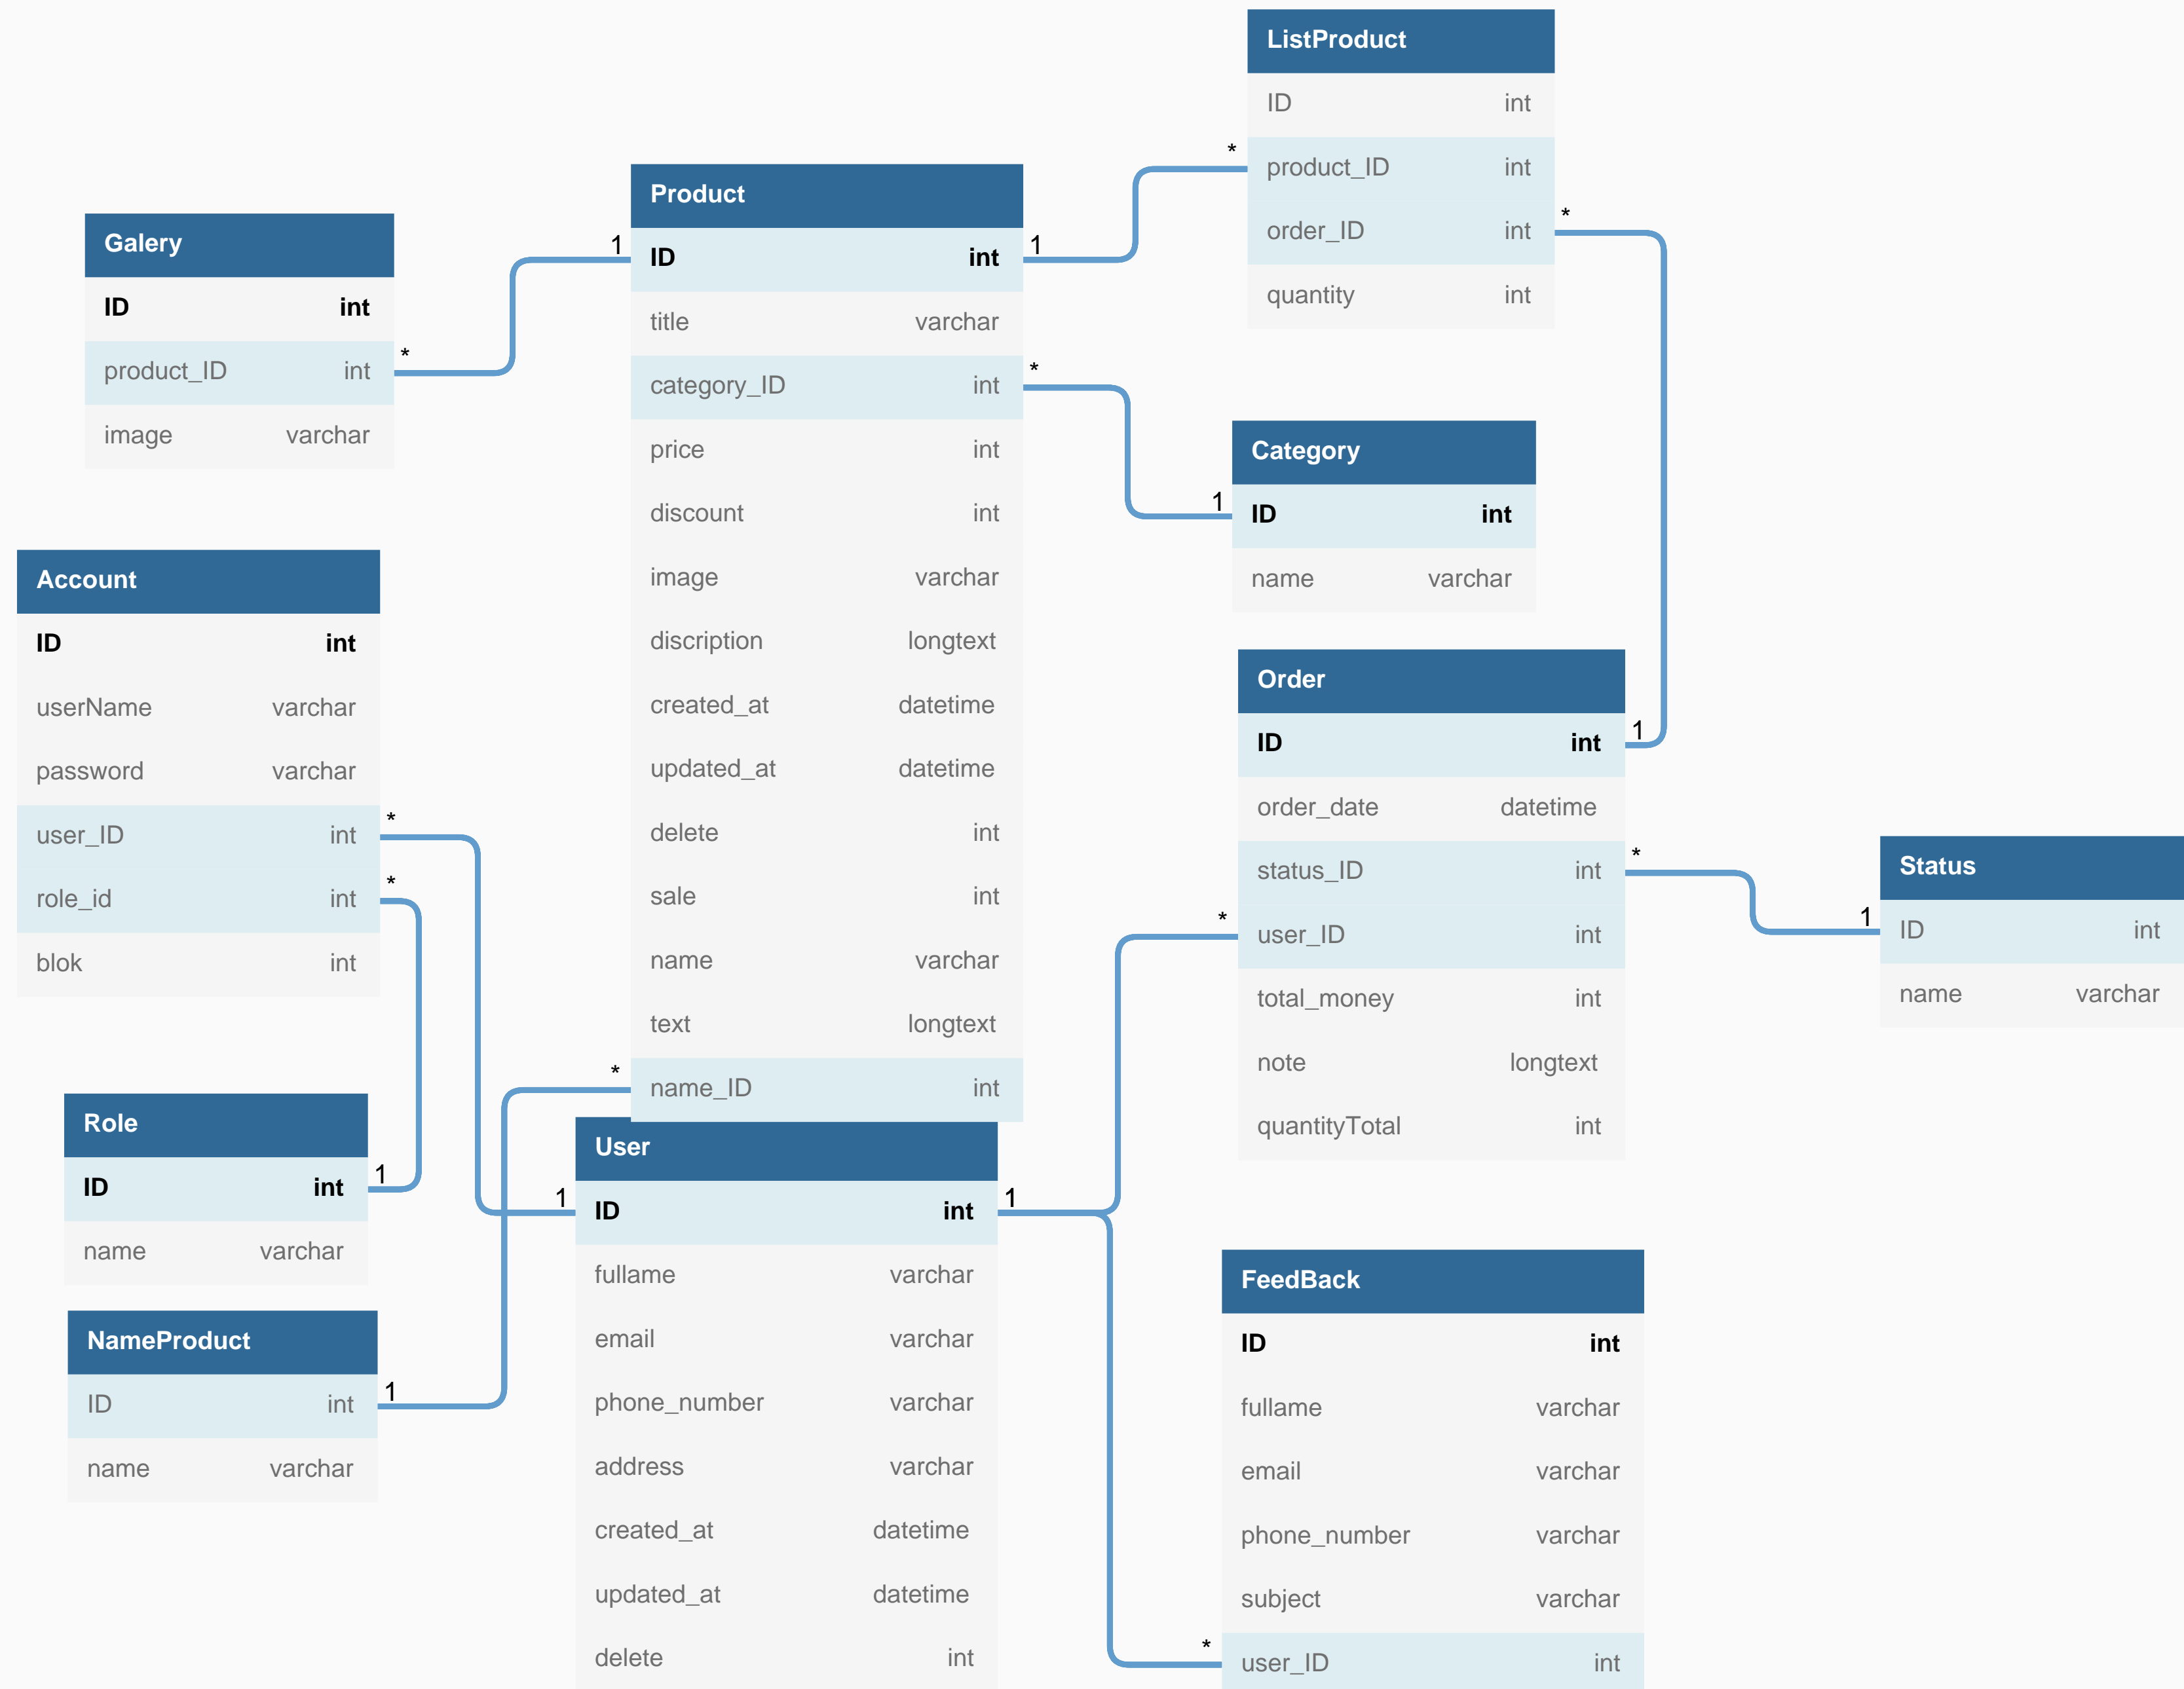 ListProduct
ID int
product_ID int
order_ID int
quantity int
*
*
Product
ID int
title varchar
category_ID int
price int
discount int
image varchar
discription longtext
created_at datetime
updated_at datetime
delete int
sale int
name varchar
text longtext
name_ID int
1
1
*
*
Galery
ID int
product_ID int
image varchar
*
Category
ID int
name varchar
1
Account
ID int
userName varchar
password varchar
user_ID int
role_id int
blok int
*
*
Order
ID int
order_date datetime
status_ID int
user_ID int
total_money int
note longtext
quantityTotal int
1
*
*
Status
ID int
name varchar
1
Role
ID int
name varchar
1
NameProduct
ID int
name varchar
1
User
ID int
fullame varchar
email varchar
phone_number varchar
address varchar
created_at datetime
updated_at datetime
delete int
1
1
FeedBack
ID int
fullame varchar
email varchar
phone_number varchar
subject varchar
user_ID int
*